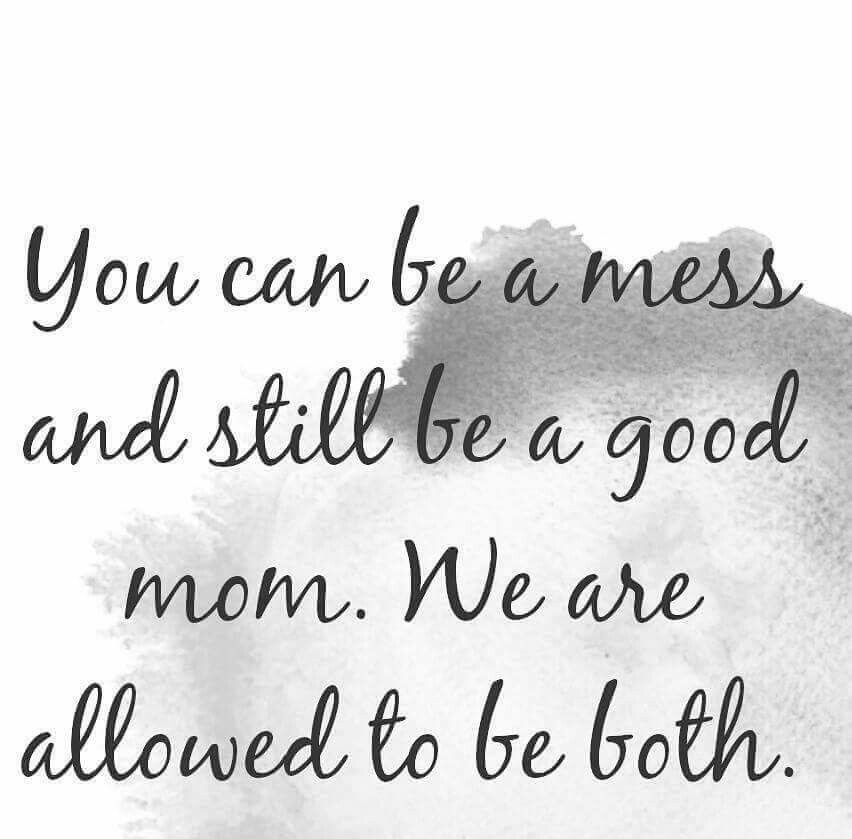 You can be a mess
and still be a good
mom. We are
allowed to be both.